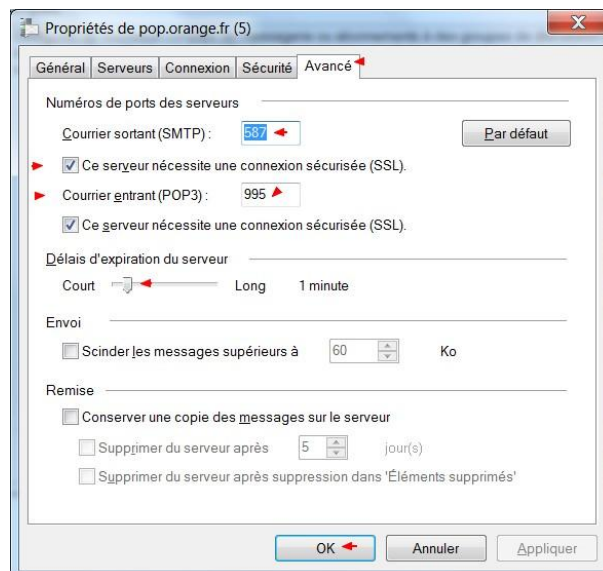 Propriétés de pop.orange.fr (5)
Général Serveurs Connexion Sécurité Avancé
Numéros de ports des serveurs
Courrier sortant (SMTP) : 587 Par défaut
Ce serveur nécessite une connexion sécurisée (SSL).
Courrier entrant (POP3) : 995
Ce serveur nécessite une connexion sécurisée (SSL).
Délais d'expiration du serveur
Court Long 1 minute
Envoi
Scinder les messages supérieurs à 60 Ko
Remise
Conserver une copie des messages sur le serveur
Supprimer du serveur après 5 jour(s)
Supprimer du serveur après suppression dans 'Éléments supprimés'
OK Annuler Appliquer